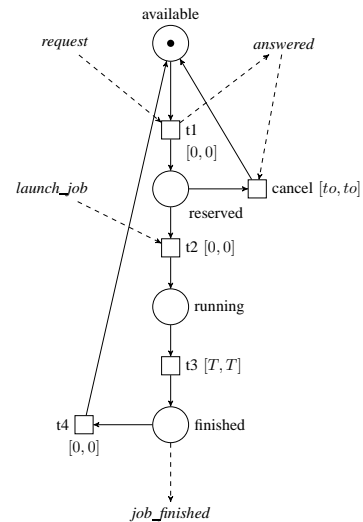 available
request
answered
t1
[0, 0]
launch_job
cancel [to, to]
reserved
t2 [0, 0]
running
t3 [T, T]
t4
finished
[0, 0]
job_finished